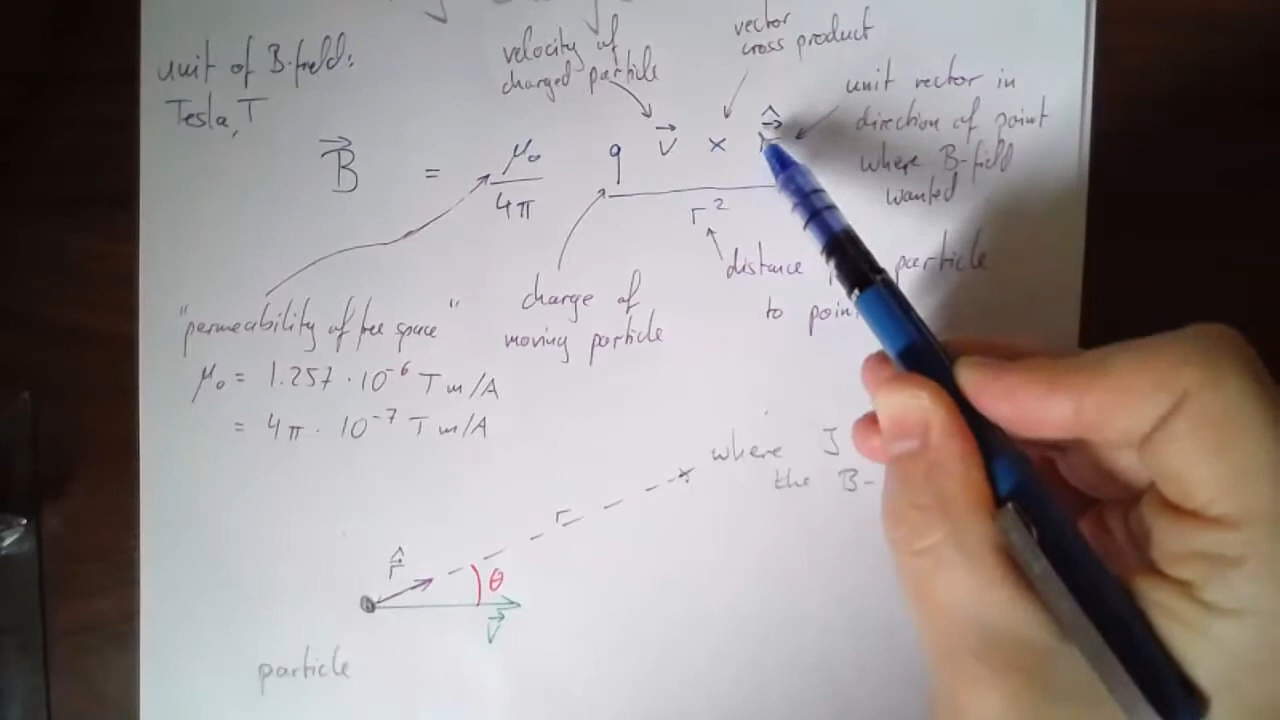 unit of B-field:
Tesla, T
velocity of
charged particle
vector
cross product
unit vector in
direction of point
where B-field
wanted
B⃗ = μ₀/4π q v⃗ × r̂⃗ / r²
distance particle
to point
"permeability of free space"
μ₀ = 1.257 · 10⁻⁶ T m/A
= 4π · 10⁻⁷ T m/A
charge of
moving particle
where I
the B-
r
r̂⃗
θ
v⃗
particle